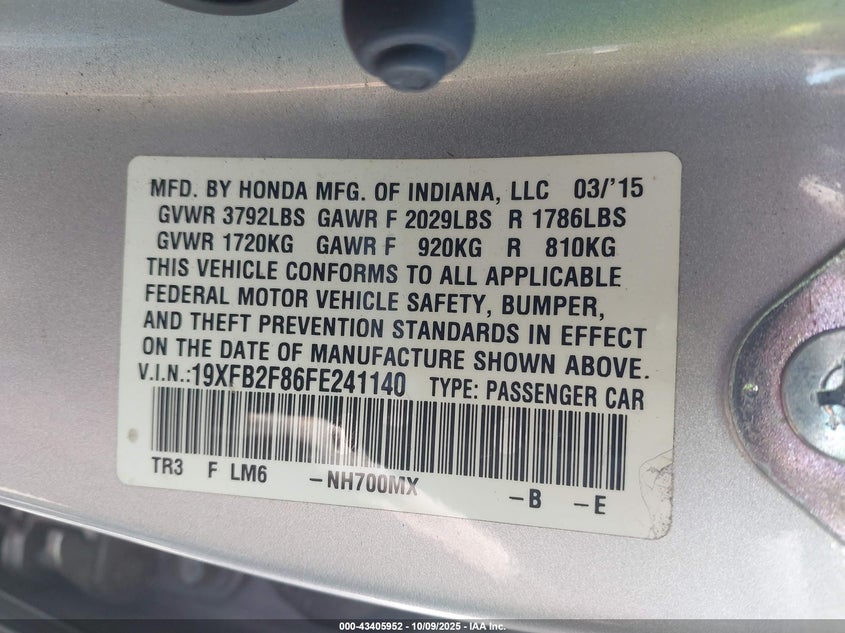 MFD. BY HONDA MFG. OF INDIANA, LLC 03/'15
GVWR 3792LBS GAWR F 2029LBS R 1786LBS
GVWR 1720KG GAWR F 920KG R 810KG
THIS VEHICLE CONFORMS TO ALL APPLICABLE
FEDERAL MOTOR VEHICLE SAFETY, BUMPER,
AND THEFT PREVENTION STANDARDS IN EFFECT
ON THE DATE OF MANUFACTURE SHOWN ABOVE.
V.I.N.:19XFB2F86FE241140 TYPE: PASSENGER CAR
TR3 F LM6 -NH700MX -B -E
000-43405952 - 10/09/2025 - IAA Inc.